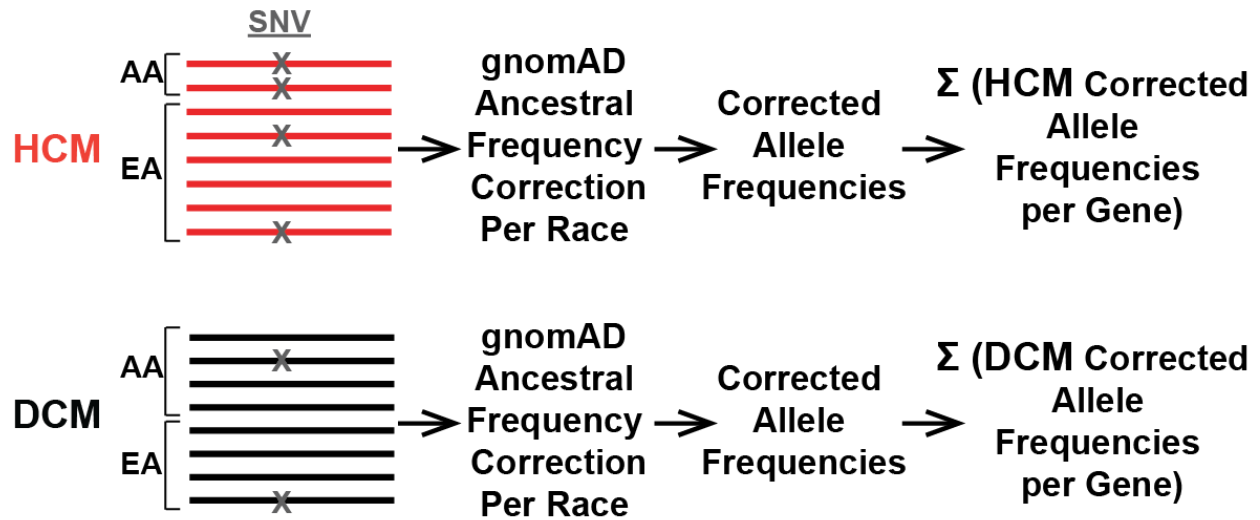 SNV
AA
X
X
HCM
EA
X
X
gnomAD
Ancestral
Frequency
Correction
Per Race
Corrected
Allele
Frequencies
Σ (HCM Corrected
Allele
Frequencies
per Gene)
AA
X
DCM
EA
X
gnomAD
Ancestral
Frequency
Correction
Per Race
Corrected
Allele
Frequencies
Σ (DCM Corrected
Allele
Frequencies
per Gene)